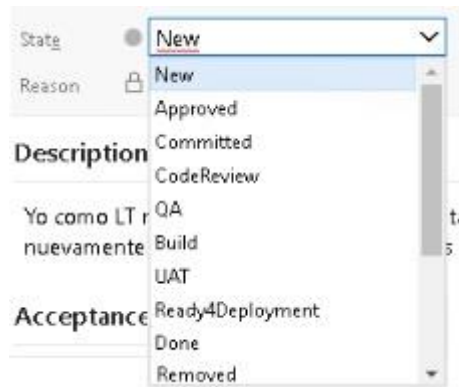 State New
New
Reason
Approved
Committed
Description
CodeReview
Yo como LT
QA
nuevamente
Build
UAT
Acceptance
Ready4Deployment
Done
Removed